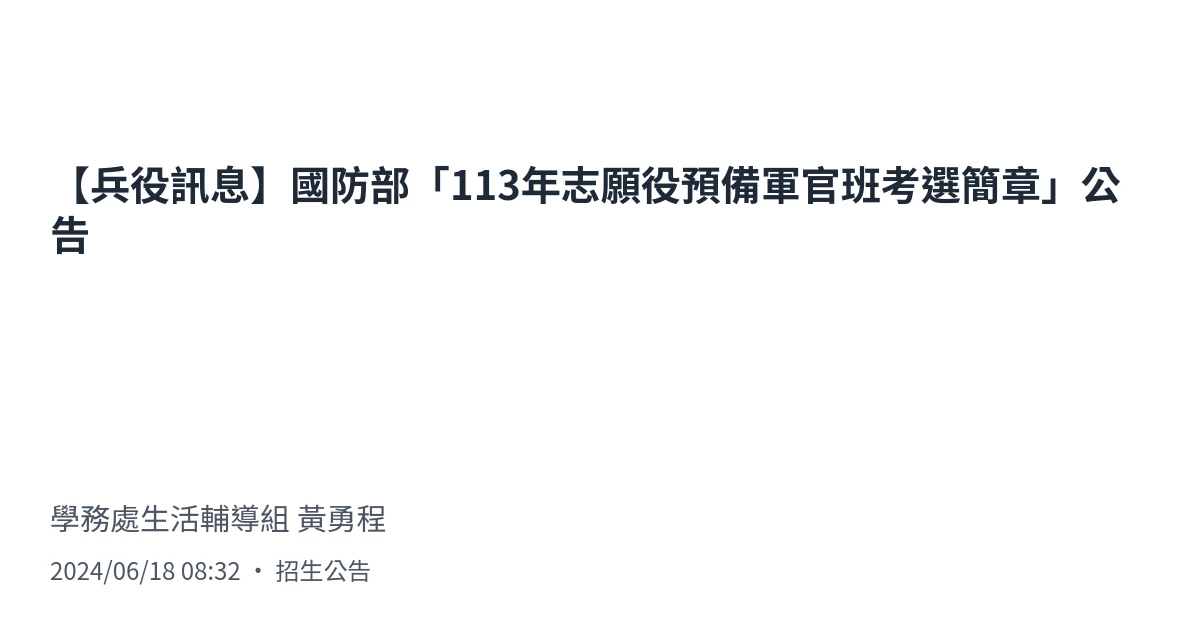 【兵役訊息】國防部「113年志願役預備軍官班考選簡章」公
告
學務處生活輔導組 黃勇程
2024/06/18 08:32 • 招生公告